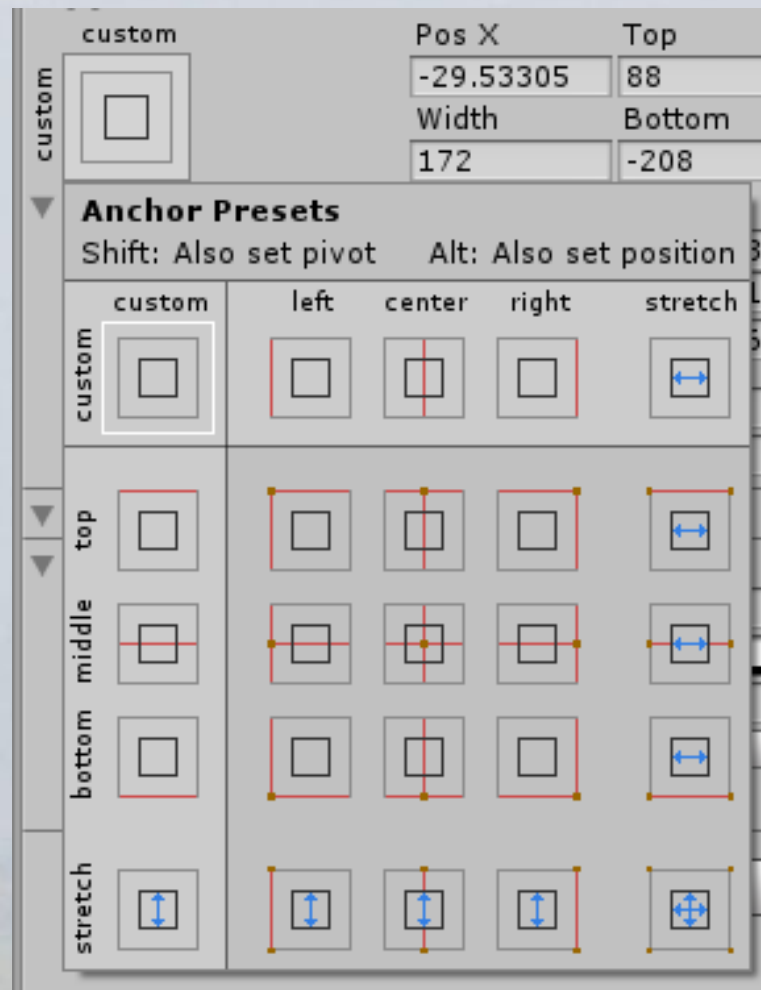 custom
custom
Pos X Top
-29.53305 88
Width Bottom
172 -208
Anchor Presets
Shift: Also set pivot Alt: Also set position
custom left center right stretch
custom
top
middle
bottom
stretch